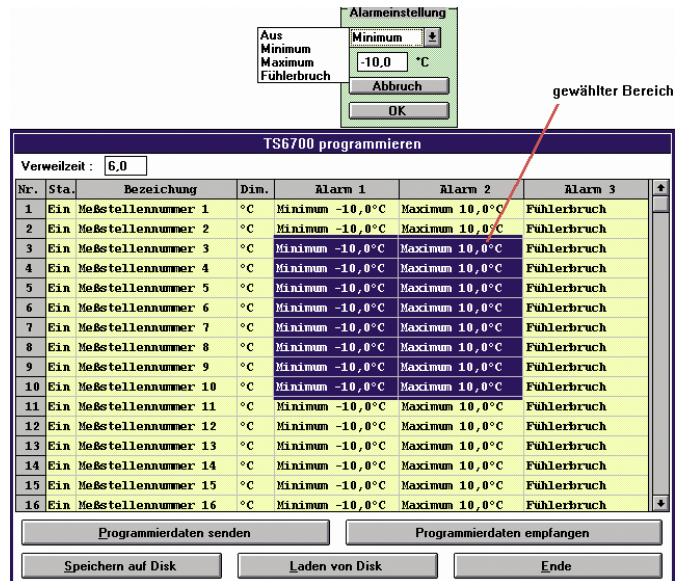 Alarmeinstellung
Aus
Minimum
Maximum
Fühlerbruch
Minimum
-10,0 °C
Abbruch
OK
gewählter Bereich
TS6700 programmieren
Verweilzeit : 6,0
Nr. Sta. Bezeichung Dim. Alarm 1 Alarm 2 Alarm 3
1 Ein Meßstellennummer 1 °C Minimum -10,0°C Maximum 10,0°C Fühlerbruch
2 Ein Meßstellennummer 2 °C Minimum -10,0°C Maximum 10,0°C Fühlerbruch
3 Ein Meßstellennummer 3 °C Minimum -10,0°C Maximum 10,0°C Fühlerbruch
4 Ein Meßstellennummer 4 °C Minimum -10,0°C Maximum 10,0°C Fühlerbruch
5 Ein Meßstellennummer 5 °C Minimum -10,0°C Maximum 10,0°C Fühlerbruch
6 Ein Meßstellennummer 6 °C Minimum -10,0°C Maximum 10,0°C Fühlerbruch
7 Ein Meßstellennummer 7 °C Minimum -10,0°C Maximum 10,0°C Fühlerbruch
8 Ein Meßstellennummer 8 °C Minimum -10,0°C Maximum 10,0°C Fühlerbruch
9 Ein Meßstellennummer 9 °C Minimum -10,0°C Maximum 10,0°C Fühlerbruch
10 Ein Meßstellennummer 10 °C Minimum -10,0°C Maximum 10,0°C Fühlerbruch
11 Ein Meßstellennummer 11 °C Minimum -10,0°C Maximum 10,0°C Fühlerbruch
12 Ein Meßstellennummer 12 °C Minimum -10,0°C Maximum 10,0°C Fühlerbruch
13 Ein Meßstellennummer 13 °C Minimum -10,0°C Maximum 10,0°C Fühlerbruch
14 Ein Meßstellennummer 14 °C Minimum -10,0°C Maximum 10,0°C Fühlerbruch
15 Ein Meßstellennummer 15 °C Minimum -10,0°C Maximum 10,0°C Fühlerbruch
16 Ein Meßstellennummer 16 °C Minimum -10,0°C Maximum 10,0°C Fühlerbruch
Programmierdaten senden Programmierdaten empfangen
Speichern auf Disk Laden von Disk Ende